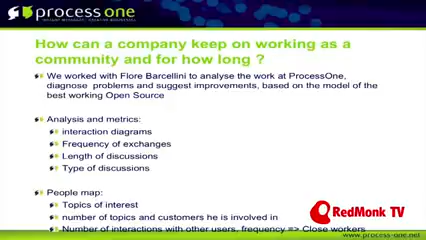 process one
How can a company keep on working as a
community and for how long ?
We worked with Flore Barcellini to analyse the work at ProcessOne,
diagnose problems and suggest improvements, based on the model of the
best working Open Source
Analysis and metrics:
interaction diagrams
Frequency of exchanges
Length of discussions
Type of discussions
People map:
Topics of interest
number of topics and customers he is involved in
Number of interactions with other users, frequency => Close workers
RedMonk TV
www.process-one.net